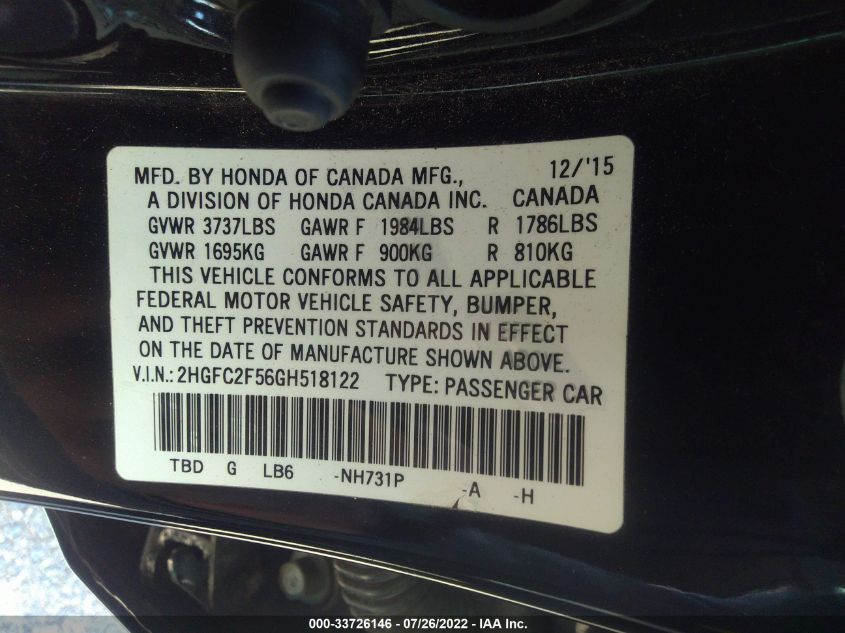 MFD. BY HONDA OF CANADA MFG., 12/'15
A DIVISION OF HONDA CANADA INC. CANADA
GVWR 3737LBS GAWR F 1984LBS R 1786LBS
GVWR 1695KG GAWR F 900KG R 810KG
THIS VEHICLE CONFORMS TO ALL APPLICABLE
FEDERAL MOTOR VEHICLE SAFETY, BUMPER,
AND THEFT PREVENTION STANDARDS IN EFFECT
ON THE DATE OF MANUFACTURE SHOWN ABOVE.
V.I.N.: 2HGFC2F56GH518122 TYPE: PASSENGER CAR
TBD G LB6 -NH731P -A -H
000-33726146 - 07/26/2022 - IAA Inc.